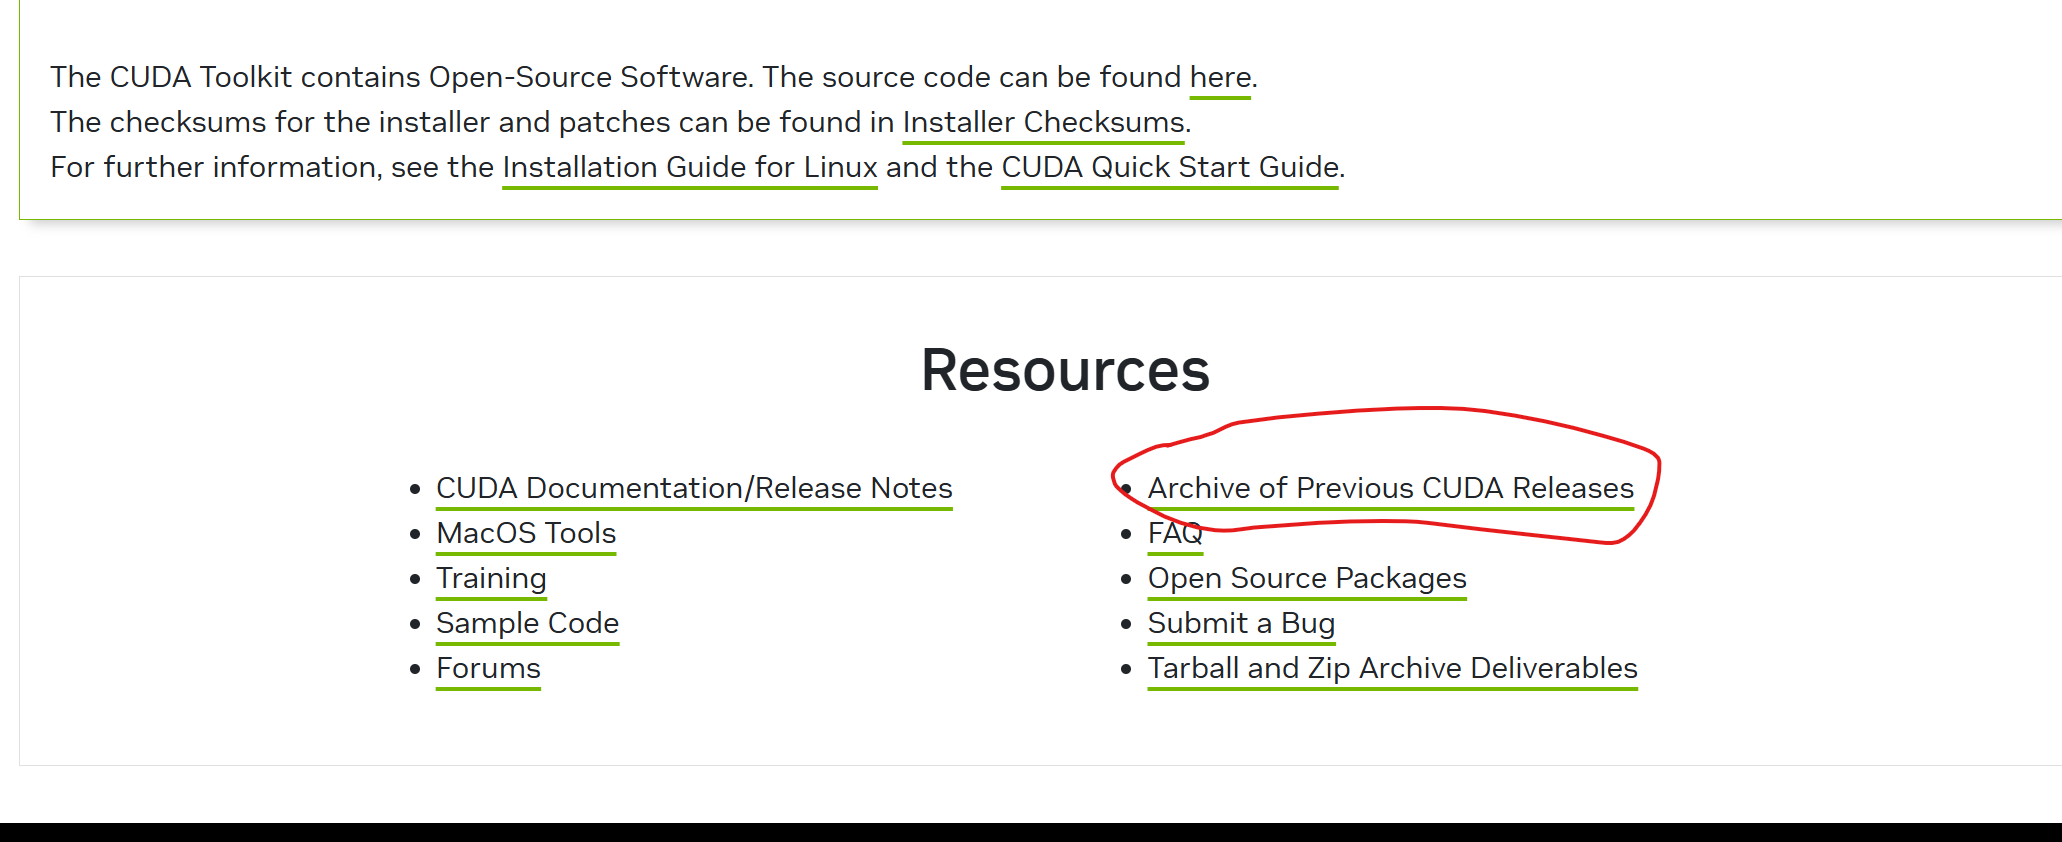 The CUDA Toolkit contains Open-Source Software. The source code can be found here.
The checksums for the installer and patches can be found in Installer Checksums.
For further information, see the Installation Guide for Linux and the CUDA Quick Start Guide.
Resources
CUDA Documentation/Release Notes
MacOS Tools
Training
Sample Code
Forums
Archive of Previous CUDA Releases
FAQ
Open Source Packages
Submit a Bug
Tarball and Zip Archive Deliverables